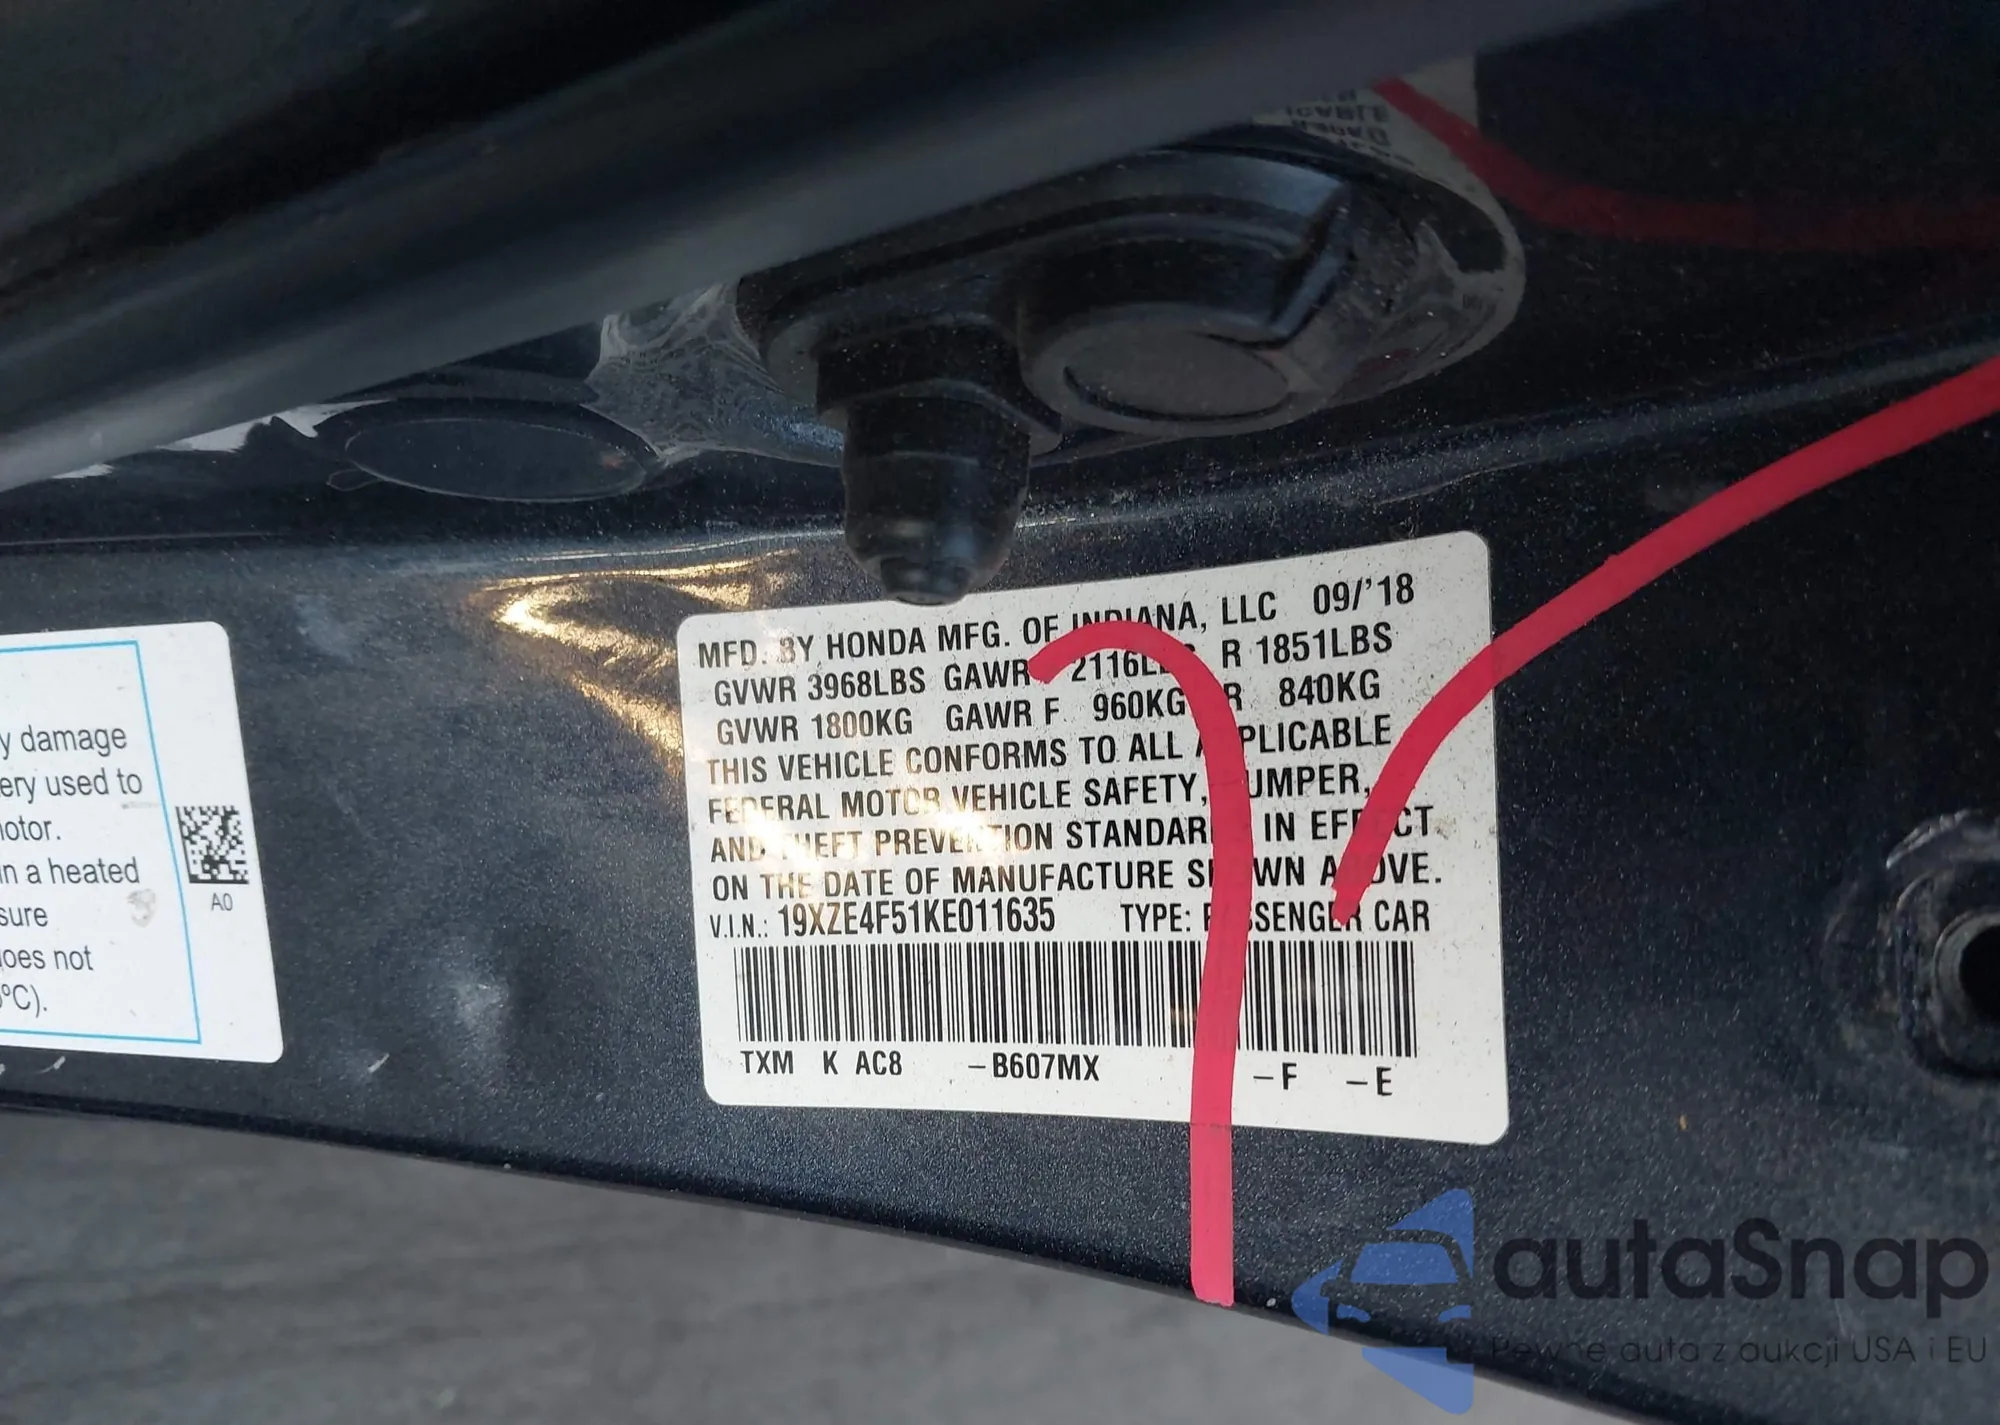 MFD. BY HONDA MFG. OF INDIANA, LLC 09/'18
GVWR 3968LBS GAWR 2116LBS R 1851LBS
GVWR 1800KG GAWR F 960KG R 840KG
THIS VEHICLE CONFORMS TO ALL APPLICABLE
FEDERAL MOTOR VEHICLE SAFETY, BUMPER,
AND THEFT PREVENTION STANDARDS IN EFFECT
ON THE DATE OF MANUFACTURE SHOWN ABOVE.
V.I.N.: 19XZE4F51KE011635 TYPE: PASSENGER CAR
TXM K AC8 -B607MX -F -E
y damage
ery used to
otor.
in a heated
sure
oes not
°C).
A0
autaSnap
Pewne auta z aukcji USA i EU